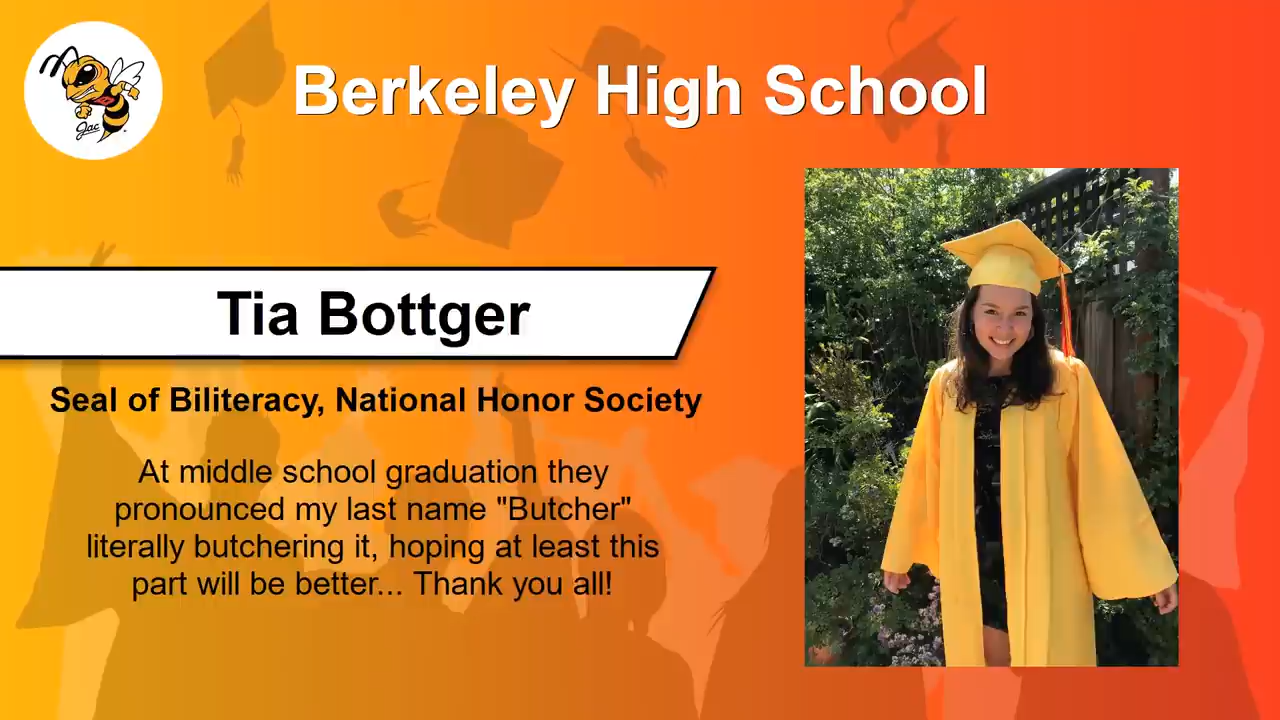 Jac
Berkeley High School
Tia Bottger
Seal of Biliteracy, National Honor Society
At middle school graduation they
pronounced my last name "Butcher"
literally butchering it, hoping at least this
part will be better... Thank you all!